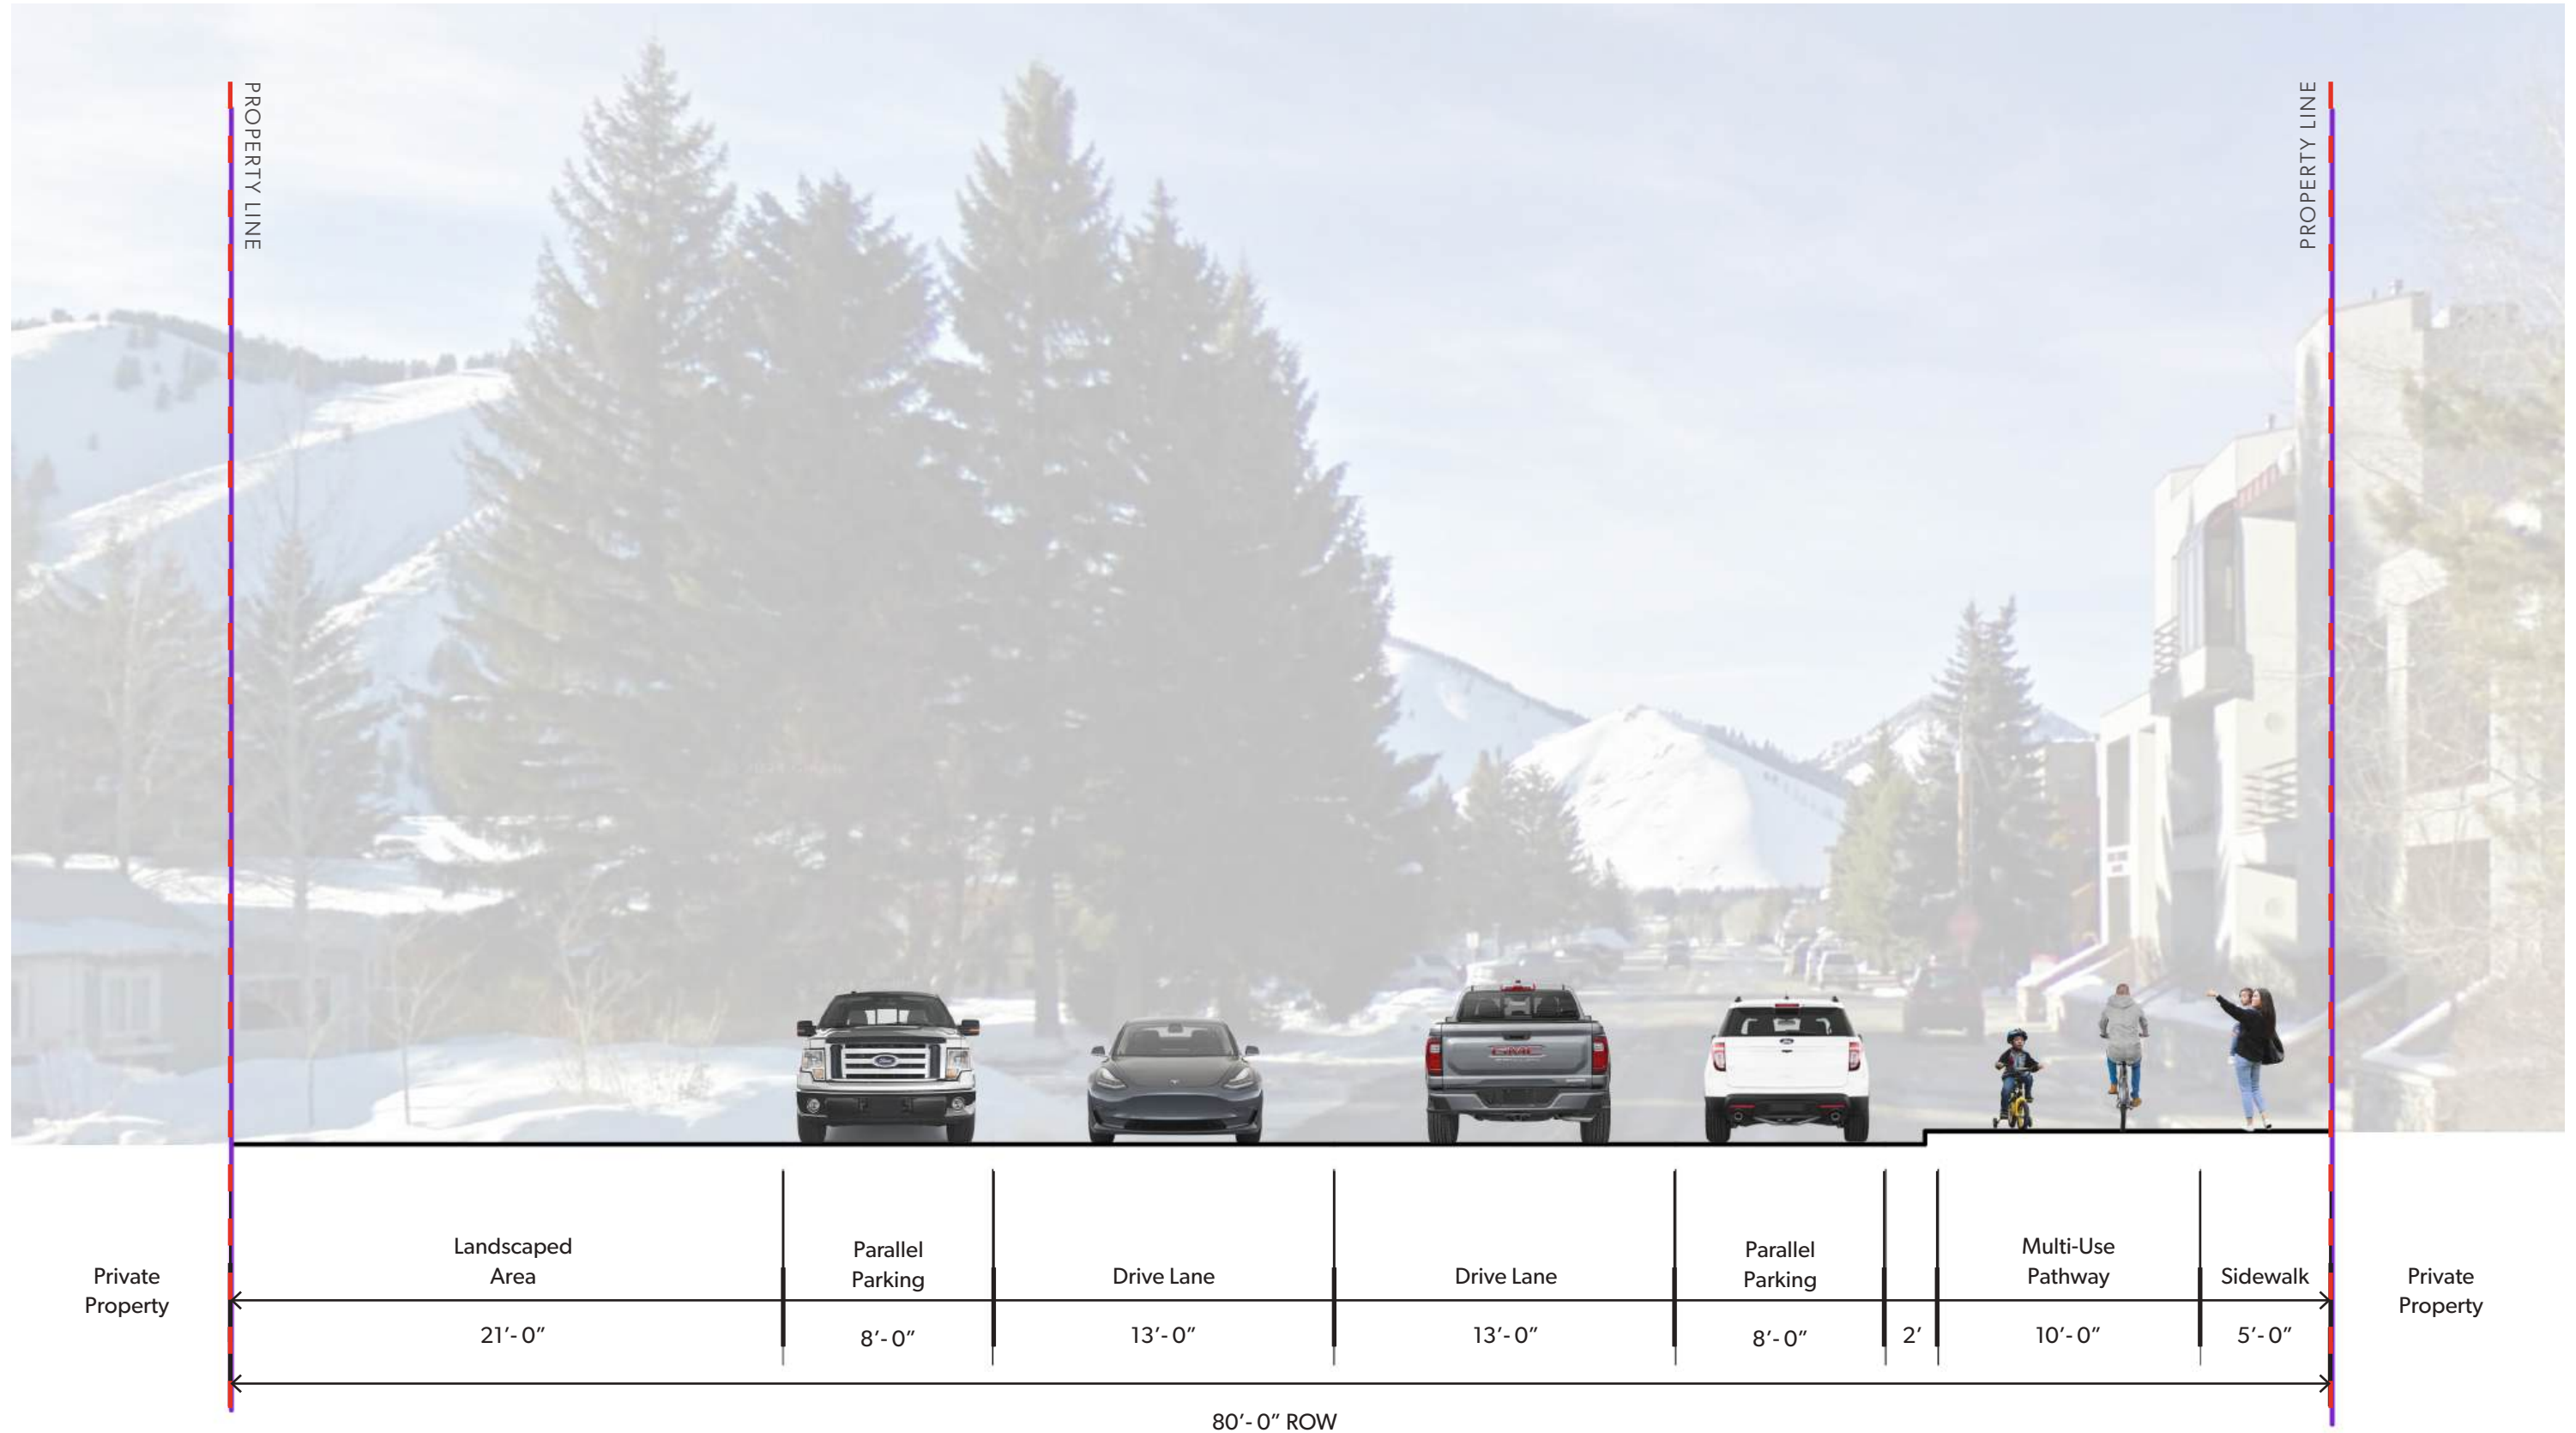 PROPERTY LINE
PROPERTY LINE
Ford
GMC
Private
Property
Landscaped
Area
Parallel
Parking
Drive Lane
Drive Lane
Parallel
Parking
Multi-Use
Pathway
Sidewalk
Private
Property
21’- 0”
8’- 0”
13’- 0”
13’- 0”
8’- 0”
2’
10’- 0”
5’- 0”
80’- 0” ROW